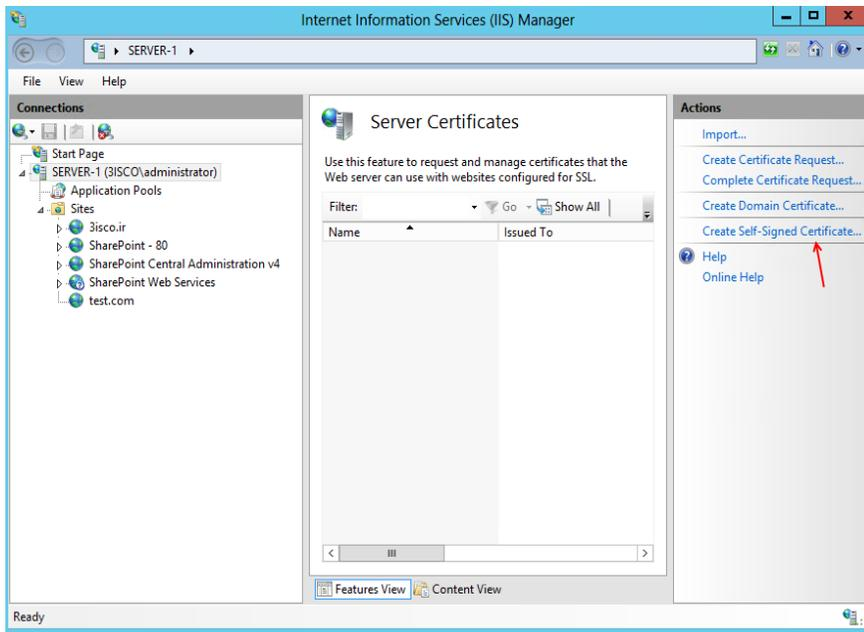 Internet Information Services (IIS) Manager
SERVER-1
File View Help
Connections
Start Page
SERVER-1 (3ISCO\administrator)
Application Pools
Sites
3isco.ir
SharePoint - 80
SharePoint Central Administration v4
SharePoint Web Services
test.com
Server Certificates
Use this feature to request and manage certificates that the
Web server can use with websites configured for SSL.
Filter: Go Show All
Name Issued To
Features View Content View
Actions
Import...
Create Certificate Request...
Complete Certificate Request...
Create Domain Certificate...
Create Self-Signed Certificate...
Help
Online Help
Ready